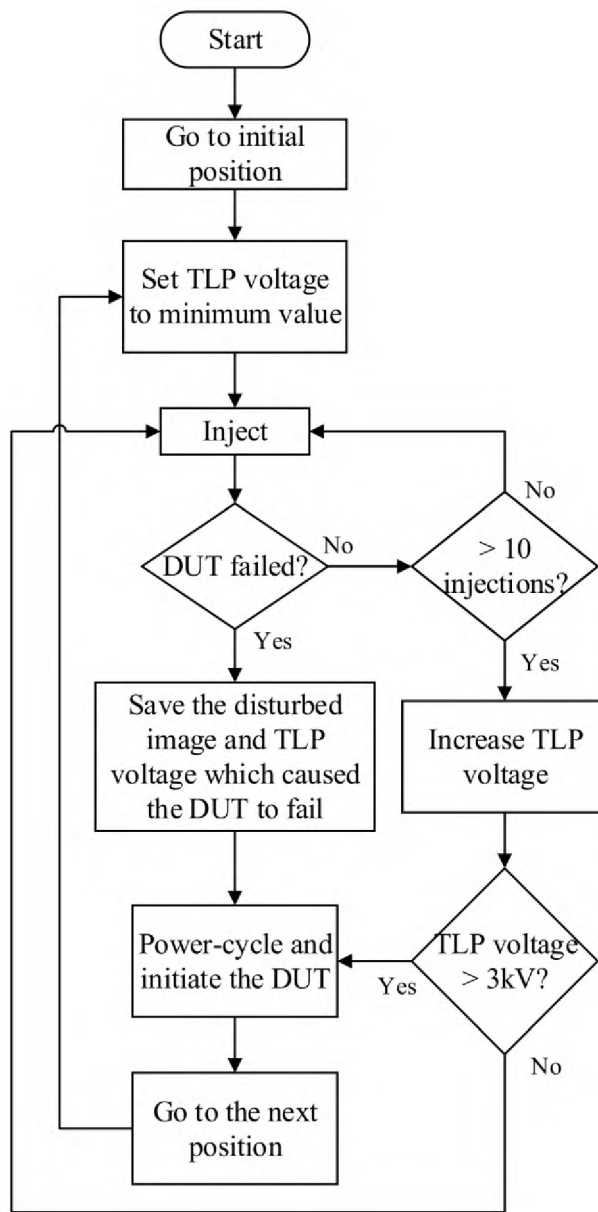 Start
Go to initial
position
Set TLP voltage
to minimum value
Inject
No
DUT failed?
No
> 10
injections?
Yes
Yes
Save the disturbed
image and TLP
voltage which caused
the DUT to fail
Increase TLP
voltage
Power-cycle and
initiate the DUT
TLP voltage
> 3kV?
Yes
No
Go to the next
position